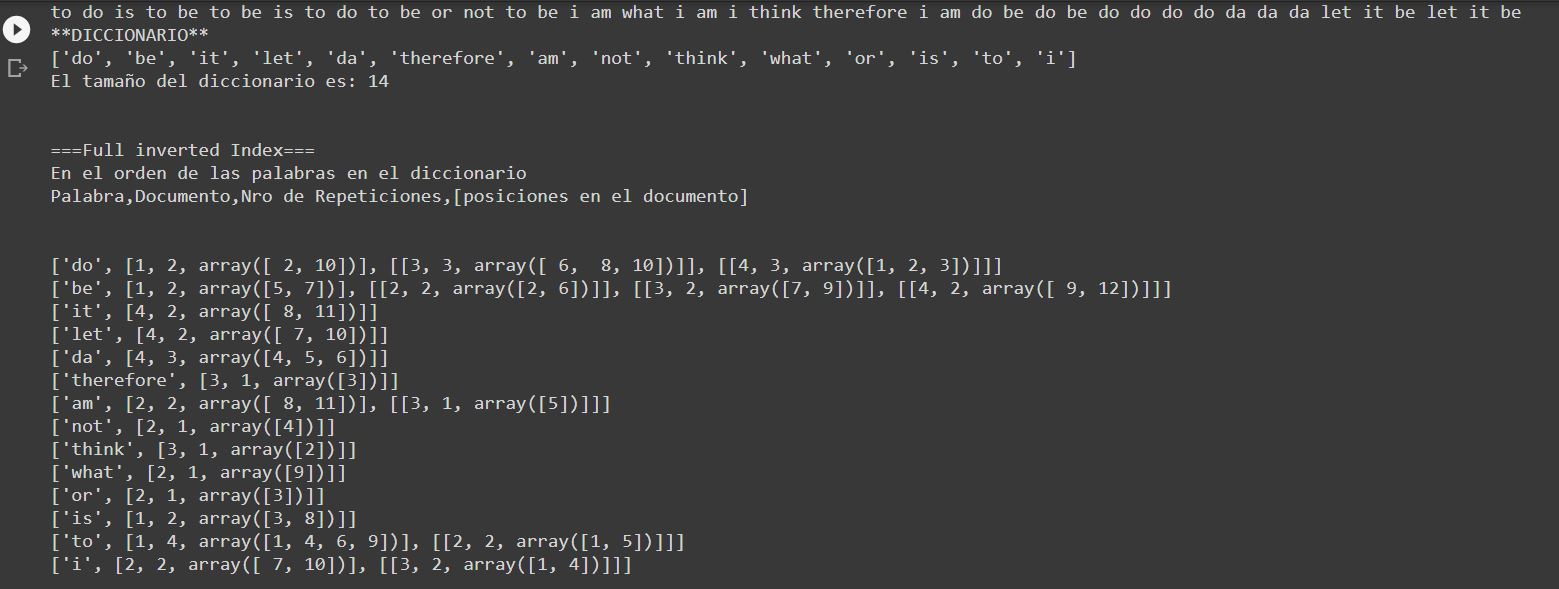 to do is to be to be is to do to be or not to be i am what i am i think therefore i am do be do be do do do do da da da let it be let it be
**DICCIONARIO**
['do', 'be', 'it', 'let', 'da', 'therefore', 'am', 'not', 'think', 'what', 'or', 'is', 'to', 'i']
El tamaño del diccionario es: 14
===Full inverted Index===
En el orden de las palabras en el diccionario
Palabra,Documento,Nro de Repeticiones,[posiciones en el documento]
['do', [1, 2, array([ 2, 10])], [[3, 3, array([ 6,  8, 10])]], [[4, 3, array([1, 2, 3])]]]
['be', [1, 2, array([5, 7])], [[2, 2, array([2, 6])]], [[3, 2, array([7, 9])]], [[4, 2, array([ 9, 12])]]]
['it', [4, 2, array([ 8, 11])]]
['let', [4, 2, array([ 7, 10])]]
['da', [4, 3, array([4, 5, 6])]]
['therefore', [3, 1, array([3])]]
['am', [2, 2, array([ 8, 11])], [[3, 1, array([5])]]]
['not', [2, 1, array([4])]]
['think', [3, 1, array([2])]]
['what', [2, 1, array([9])]]
['or', [2, 1, array([3])]]
['is', [1, 2, array([3, 8])]]
['to', [1, 4, array([1, 4, 6, 9])], [[2, 2, array([1, 5])]]]
['i', [2, 2, array([ 7, 10])], [[3, 2, array([1, 4])]]]